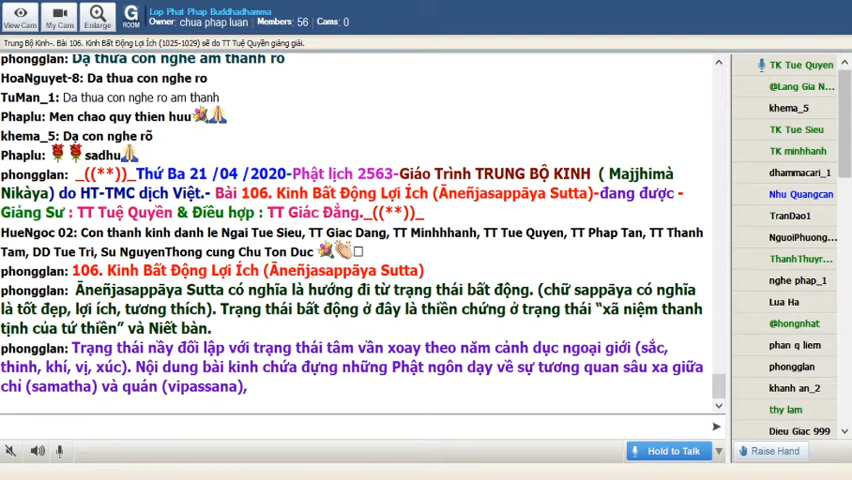 View Cam
My Cam
Enlarge
G
ROOM
Lop Phat Phap Buddhadhamma
Owner: chua phap luan Members: 56 Cams: 0
Trung Bộ Kinh-. Bài 106. Kinh Bất Động Lợi Ích (1025-1029) sẽ do TT Tuệ Quyền giảng giải.
phongglan: Dạ thưa con nghe âm thanh rõ
HoaNguyet-8: Da thua con nghe ro
TuMan_1: Da thua con nghe ro am thanh
Phaplu: Men chao quy thien huu
khema_5: Dạ con nghe rõ
Phaplu: sadhu
phongglan: _((**))_Thứ Ba 21 /04 /2020-Phật lịch 2563-Giáo Trình TRUNG BỘ KINH ( Majjhimà
Nikàya) do HT-TMC dịch Việt.- Bài 106. Kinh Bất Động Lợi Ích (Āneñjasappāya Sutta)-đang được -
Giảng Sư : TT Tuệ Quyền & Điều hợp : TT Giác Đẳng._((**))_
HueNgoc 02: Con thanh kinh danh le Ngai Tue Sieu, TT Giac Dang, TT Minhhhanh, TT Tue Quyen, TT Phap Tan, TT Thanh
Tam, DD Tue Tri, Su NguyenThong cung Chu Ton Duc
phongglan: 106. Kinh Bất Động Lợi Ích (Āneñjasappāya Sutta)
phongglan: Āneñjasappāya Sutta có nghĩa là hướng đi từ trạng thái bất động. (chữ sappāya có nghĩa
là tốt đẹp, lợi ích, tương thích). Trạng thái bất động ở đây là thiền chứng ở trạng thái “xã niệm thanh
tịnh của tứ thiền” và Niết bàn.
phongglan: Trạng thái nầy đối lập với trạng thái tâm vần xoay theo năm cảnh dục ngoại giới (sắc,
thinh, khí, vị, xúc). Nội dung bài kinh chứa đựng những Phật ngôn dạy về sự tương quan sâu xa giữa
chỉ (samatha) và quán (vipassana),
TK Tue Quyen
@Lang Gia N...
khema_5
TK Tue Sieu
TK minhhanh
dhammacari_1
Nhu Quangcan
TranDao1
NguoiPhuong...
ThanhThuyr...
nghe phap_1
Lua Ha
@hongnhat
phan q liem
phongglan
khanh an_2
thy lam
Dieu Giac 999
Hold to Talk
Raise Hand